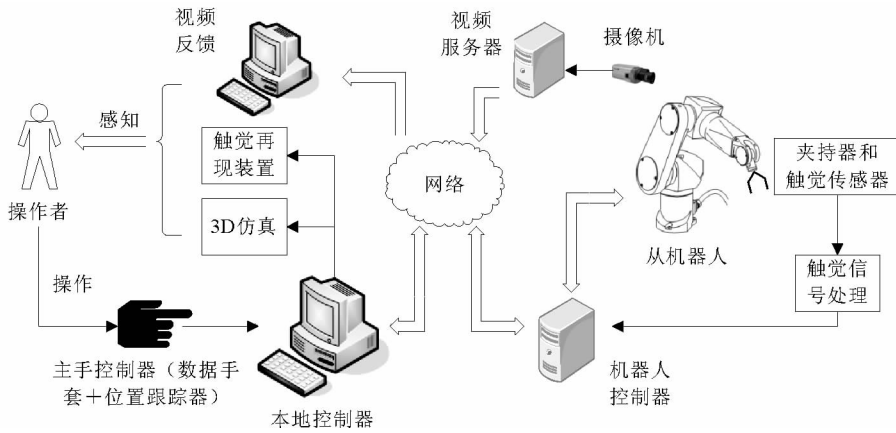 视频
反馈
视频
服务器
摄像机
感知
触觉再
现装置
网络
夹持器和
触觉传感器
操作者
3D仿真
从机器人
触觉信
号处理
操作
主手控制器（数据手
套＋位置跟踪器）
本地控制器
机器人
控制器